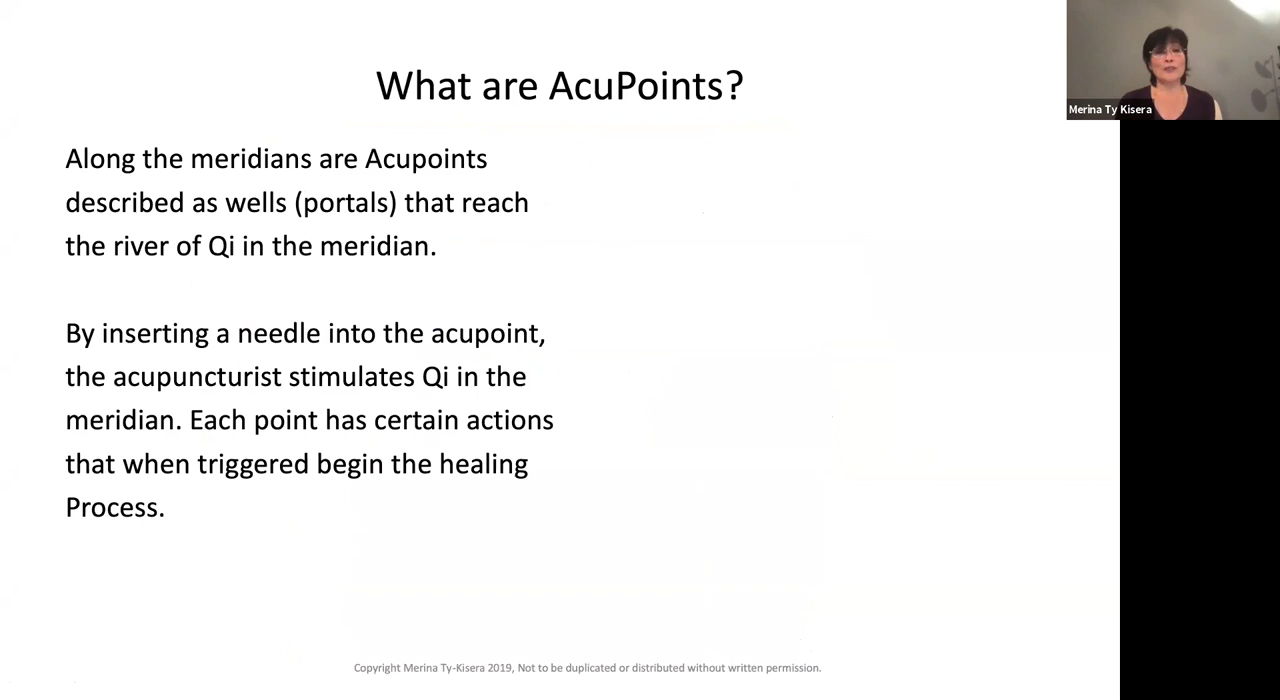 What are AcuPoints?
Merina Ty Kisera
Along the meridians are Acupoints
described as wells (portals) that reach
the river of Qi in the meridian.
By inserting a needle into the acupoint,
the acupuncturist stimulates Qi in the
meridian. Each point has certain actions
that when triggered begin the healing
Process.
Copyright Merina Ty-Kisera 2019, Not to be duplicated or distributed without written permission.